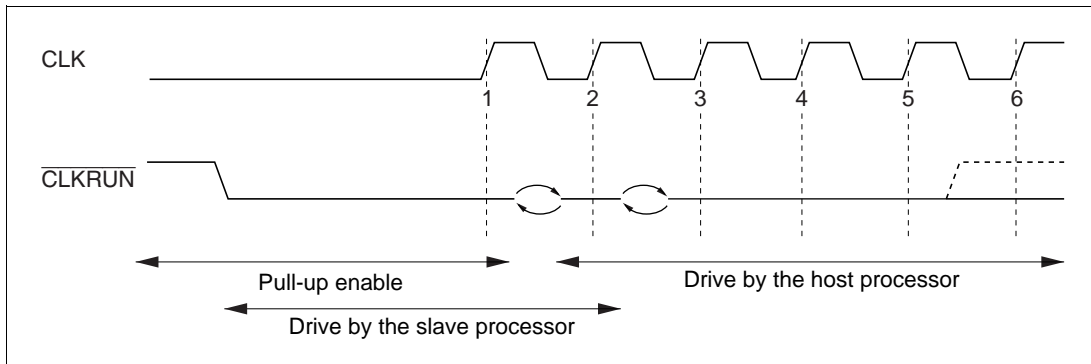 CLK
1 2 3 4 5 6
CLKRUN
Pull-up enable
Drive by the host processor
Drive by the slave processor